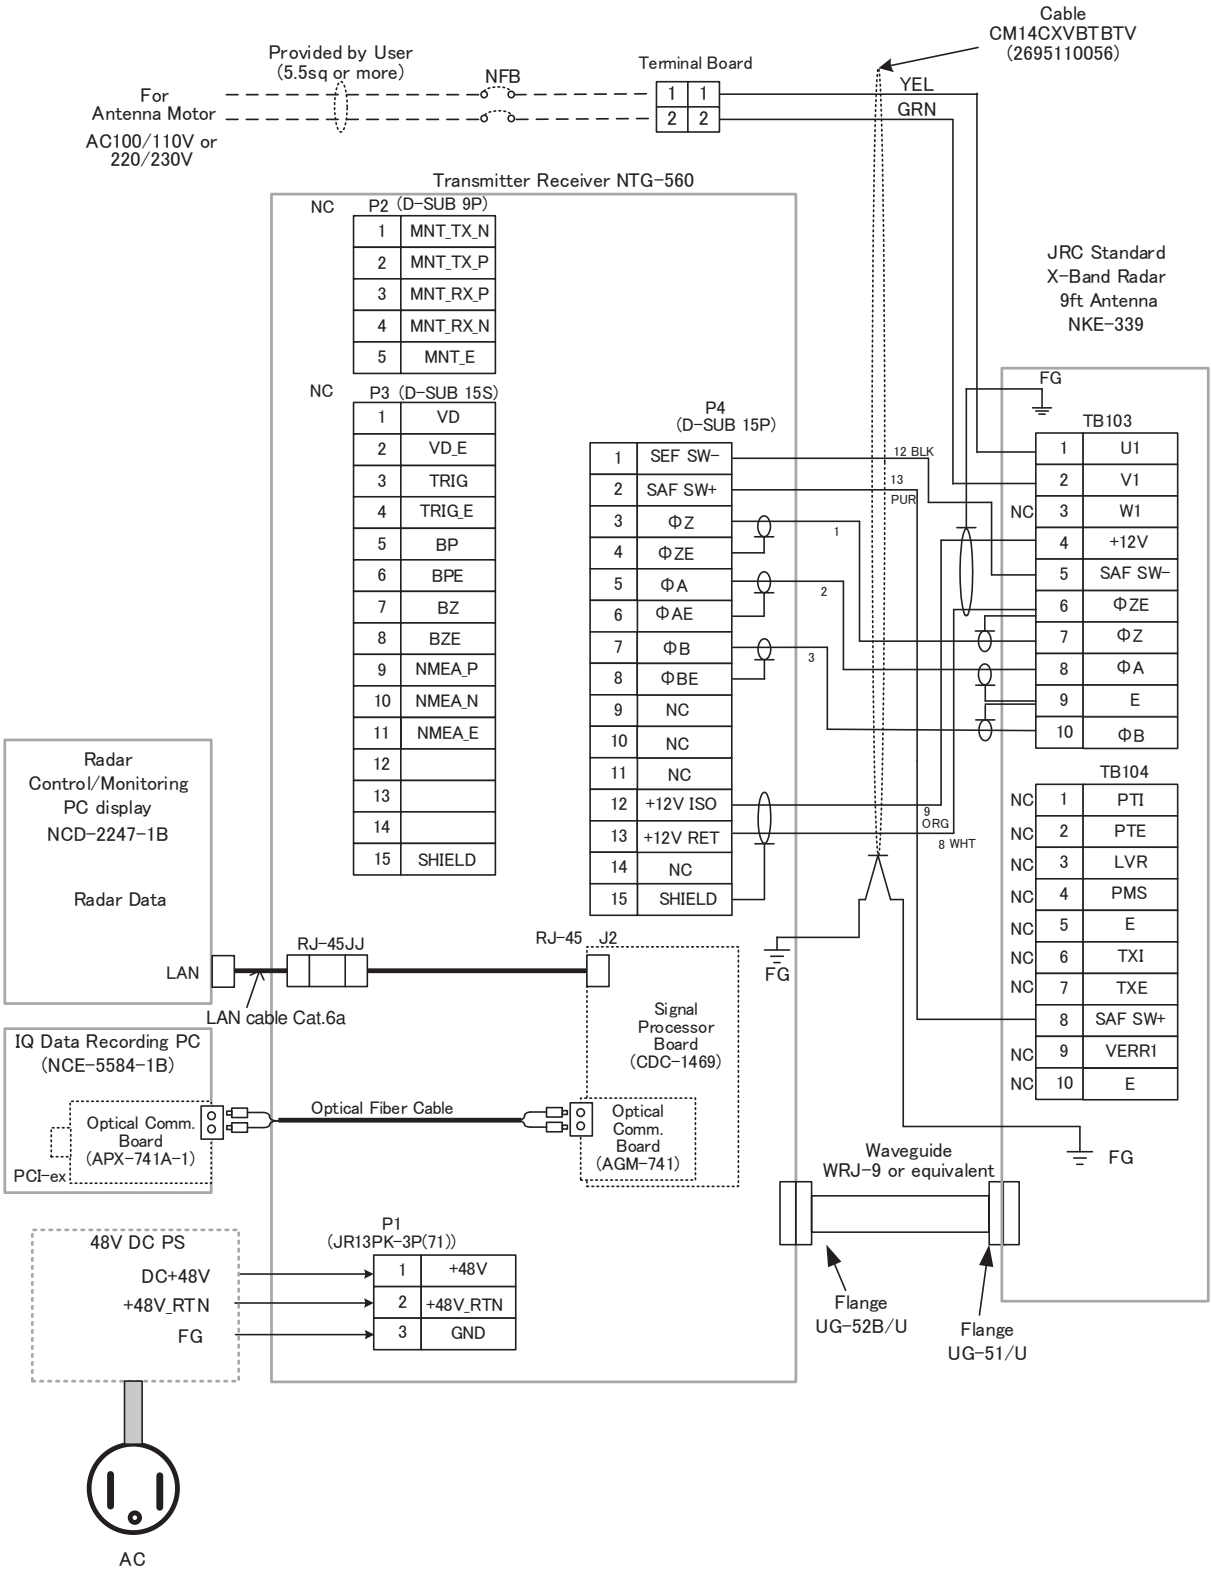 Cable
CM14CXVBTBTV
(2695110056)
Provided by User
(5.5sq or more)
NFB
Terminal Board
For
Antenna Motor
AC100/110V or
220/230V
1 1
2 2
YEL
GRN
Transmitter Receiver NTG-560
NC P2 (D-SUB 9P)
1 MNT_TX_N
2 MNT_TX_P
3 MNT_RX_P
4 MNT_RX_N
5 MNT_E
NC P3 (D-SUB 15S)
1 VD
2 VD_E
3 TRIG
4 TRIG_E
5 BP
6 BPE
7 BZ
8 BZE
9 NMEA_P
10 NMEA_N
11 NMEA_E
12
13
14
15 SHIELD
P4
(D-SUB 15P)
1 SEF SW-
2 SAF SW+
3 ΦZ
4 ΦZE
5 ΦA
6 ΦAE
7 ΦB
8 ΦBE
9 NC
10 NC
11 NC
12 +12V ISO
13 +12V RET
14 NC
15 SHIELD
12 BLK
13
PUR
1
2
3
9
ORG
8 WHT
FG
JRC Standard
X-Band Radar
9ft Antenna
NKE-339
FG
TB103
1 U1
2 V1
NC 3 W1
4 +12V
5 SAF SW-
6 ΦZE
7 ΦZ
8 ΦA
9 E
10 ΦB
TB104
NC 1 PTI
NC 2 PTE
NC 3 LVR
NC 4 PMS
NC 5 E
NC 6 TXI
NC 7 TXE
8 SAF SW+
NC 9 VERR1
NC 10 E
FG
Radar
Control/Monitoring
PC display
NCD-2247-1B
Radar Data
LAN
RJ-45JJ
RJ-45 J2
LAN cable Cat.6a
Signal
Processor
Board
(CDC-1469)
IQ Data Recording PC
(NCE-5584-1B)
Optical Comm.
Board
(APX-741A-1)
PCI-ex
Optical Fiber Cable
Optical
Comm.
Board
(AGM-741)
Waveguide
WRJ-9 or equivalent
Flange
UG-52B/U
Flange
UG-51/U
48V DC PS
DC+48V
+48V_RTN
FG
P1
(JR13PK-3P(71))
1 +48V
2 +48V_RTN
3 GND
AC